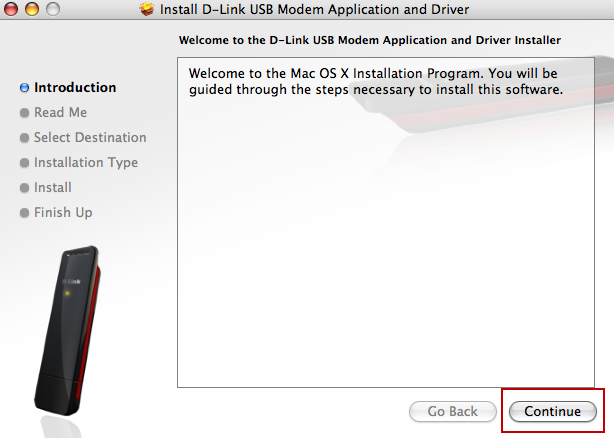 Install D-Link USB Modem Application and Driver
Welcome to the D-Link USB Modem Application and Driver Installer
Introduction
Read Me
Select Destination
Installation Type
Install
Finish Up
Welcome to the Mac OS X Installation Program. You will be
guided through the steps necessary to install this software.
D-Link
Go Back
Continue